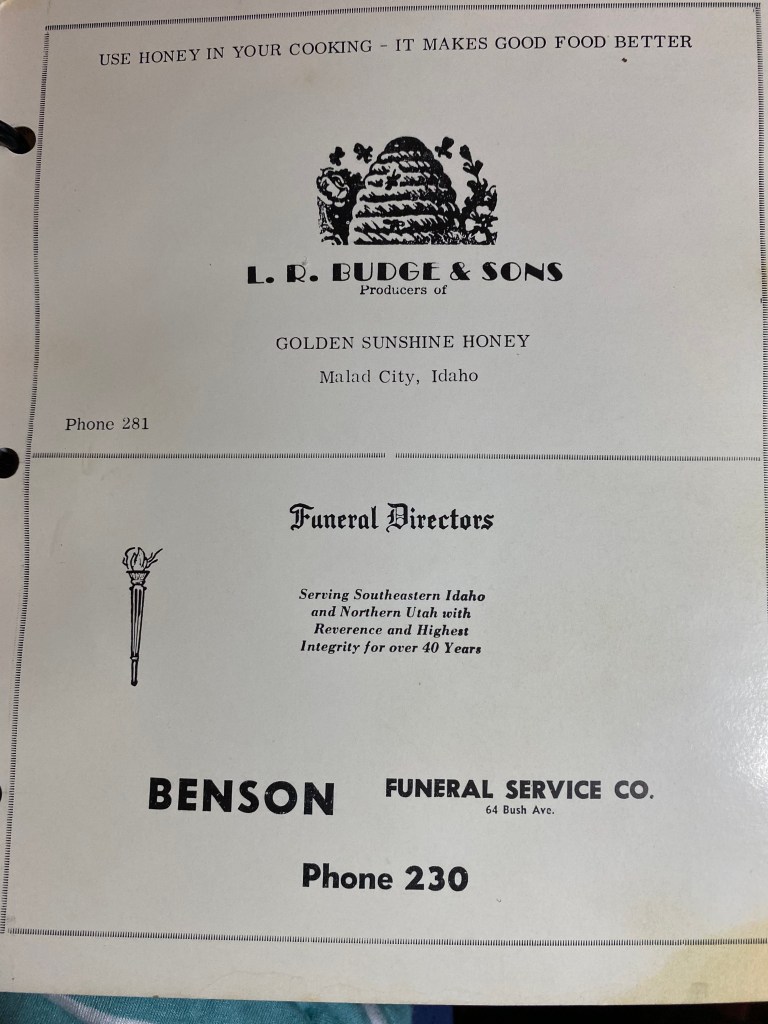 USE HONEY IN YOUR COOKING - IT MAKES GOOD FOOD BETTER
L. R. BUDGE & SONS
Producers of
GOLDEN SUNSHINE HONEY
Malad City, Idaho
Phone 281
Funeral Directors
Serving Southeastern Idaho
and Northern Utah with
Reverence and Highest
Integrity for over 40 Years
BENSON FUNERAL SERVICE CO.
64 Bush Ave.
Phone 230